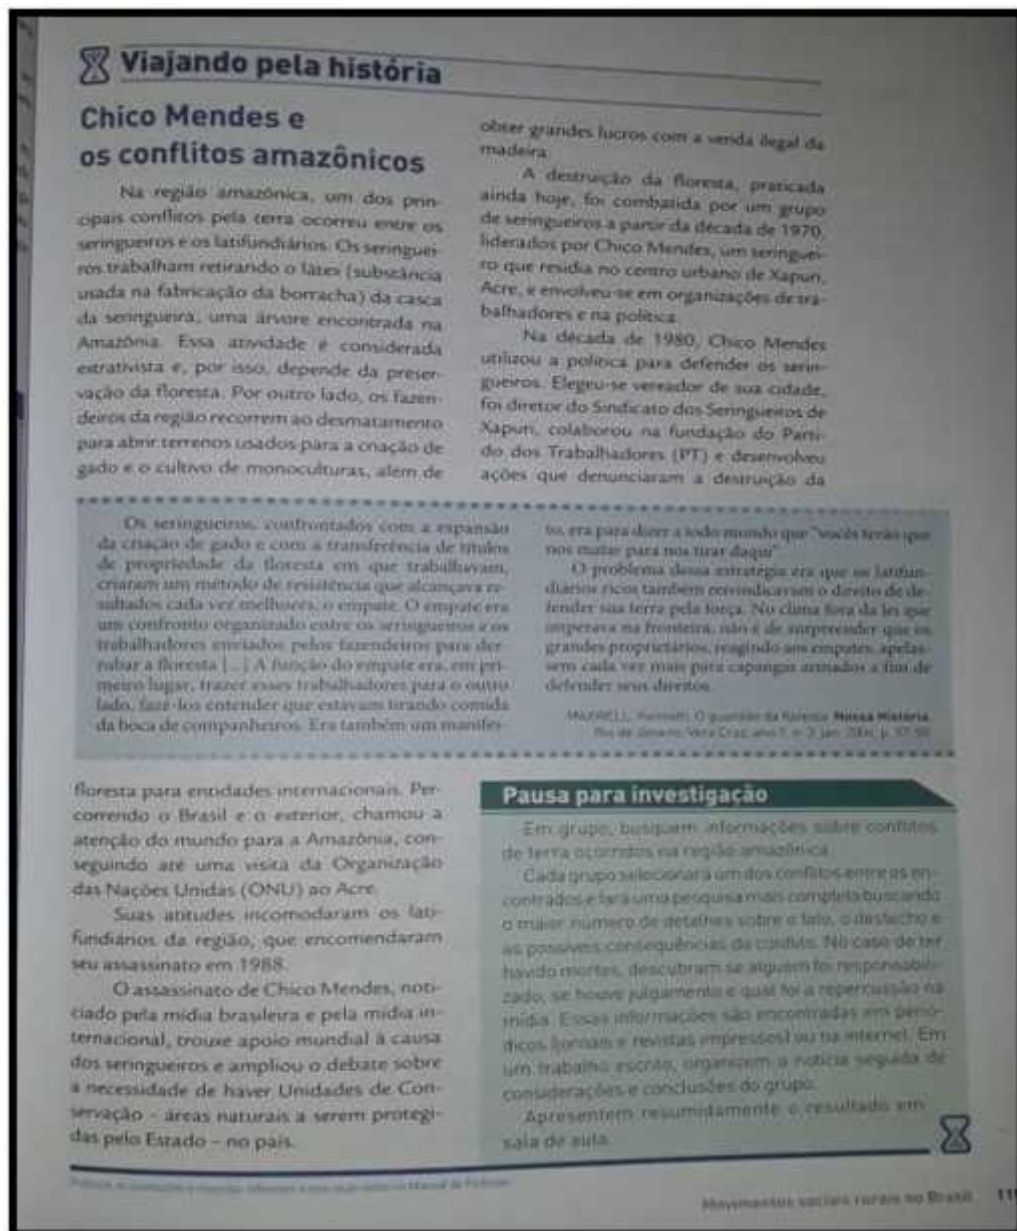 Viajando pela história
Chico Mendes e
os conflitos amazônicos
Na região amazônica, um dos prin-
cipais conflitos pela terra ocorreu entre os
seringueiros e os latifundiários. Os seringuei-
ros trabalham retirando o látex (substância
usada na fabricação da borracha) da casca
da seringueira, uma árvore encontrada na
Amazônia. Essa atividade é considerada
extrativista e, por isso, depende da preser-
vação da floresta. Por outro lado, os fazen-
deiros da região recorrem ao desmatamento
para abrir terrenos usados para a criação de
gado e o cultivo de monoculturas, além de
obter grandes lucros com a venda ilegal da
madeira.
A destruição da floresta, praticada
ainda hoje, foi combatida por um grupo
de seringueiros a partir da década de 1970,
liderados por Chico Mendes, um seringuei-
ro que residia no centro urbano de Xapuri,
Acre, e envolveu-se em organizações de tra-
balhadores e na política.
Na década de 1980, Chico Mendes
utilizou a política para defender os serin-
gueiros. Elegeu-se vereador de sua cidade,
foi diretor do Sindicato dos Seringueiros de
Xapuri, colaborou na fundação do Parti-
do dos Trabalhadores (PT) e desenvolveu
ações que denunciaram a destruição da
Os seringueiros, confrontados com a expansão
da criação de gado e com a transferência de títulos
de propriedade da floresta em que trabalhavam,
criaram um método de resistência que alcançava re-
sultados cada vez melhores, o empate. O empate era
um confronto organizado entre os seringueiros e os
trabalhadores enviados pelos fazendeiros para der-
rubar a floresta [...] A função do empate era, em pri-
meiro lugar, trazer esses trabalhadores para o outro
lado, fazê-los entender que estavam tirando comida
da boca de companheiros. Era também um manifes-
to, era para dizer a todo mundo que "vocês terão que
nos matar para nos tirar daqui".
O problema dessa estratégia era que os latifun-
diários ricos também reivindicavam o direito de de-
fender sua terra pela força. No clima fora da lei que
imperava na fronteira, não é de surpreender que os
grandes proprietários, reagindo aos empates, apelas-
sem cada vez mais para capangas armados a fim de
defender seus direitos.
MAXWELL, Kenneth. O guardião da floresta. Nossa História.
Rio de Janeiro: Vera Cruz, ano 1, n. 3, jan. 2004, p.
floresta para entidades internacionais. Per-
correndo o Brasil e o exterior, chamou a
atenção do mundo para a Amazônia, con-
seguindo até uma visita da Organização
das Nações Unidas (ONU) ao Acre.
Suas atitudes incomodaram os lati-
fundiários da região, que encomendaram
seu assassinato em 1988.
O assassinato de Chico Mendes, noti-
ciado pela mídia brasileira e pela mídia in-
ternacional, trouxe apoio mundial à causa
dos seringueiros e ampliou o debate sobre
a necessidade de haver Unidades de Con-
servação – áreas naturais a serem protegi-
das pelo Estado – no país.
Pausa para investigação
Em grupo, busquem informações sobre conflitos
de terra ocorridos na região amazônica.
Cada grupo selecionará um dos conflitos entre as en-
contrados e fará uma pesquisa mais completa buscando
o maior número de detalhes sobre o fato, o desfecho e
as possíveis consequências do conflito. No caso de ter
havido mortes, descubram se alguém foi responsabili-
zado, se houve julgamento e qual foi a repercussão na
mídia. Essas informações são encontradas em perió-
dicos (jornais e revistas impressos) ou na internet. Em
um trabalho escrito, organizem a notícia seguida de
considerações e conclusões do grupo.
Apresentem resumidamente o resultado em
sala de aula.
Movimentos sociais rurais no Brasil